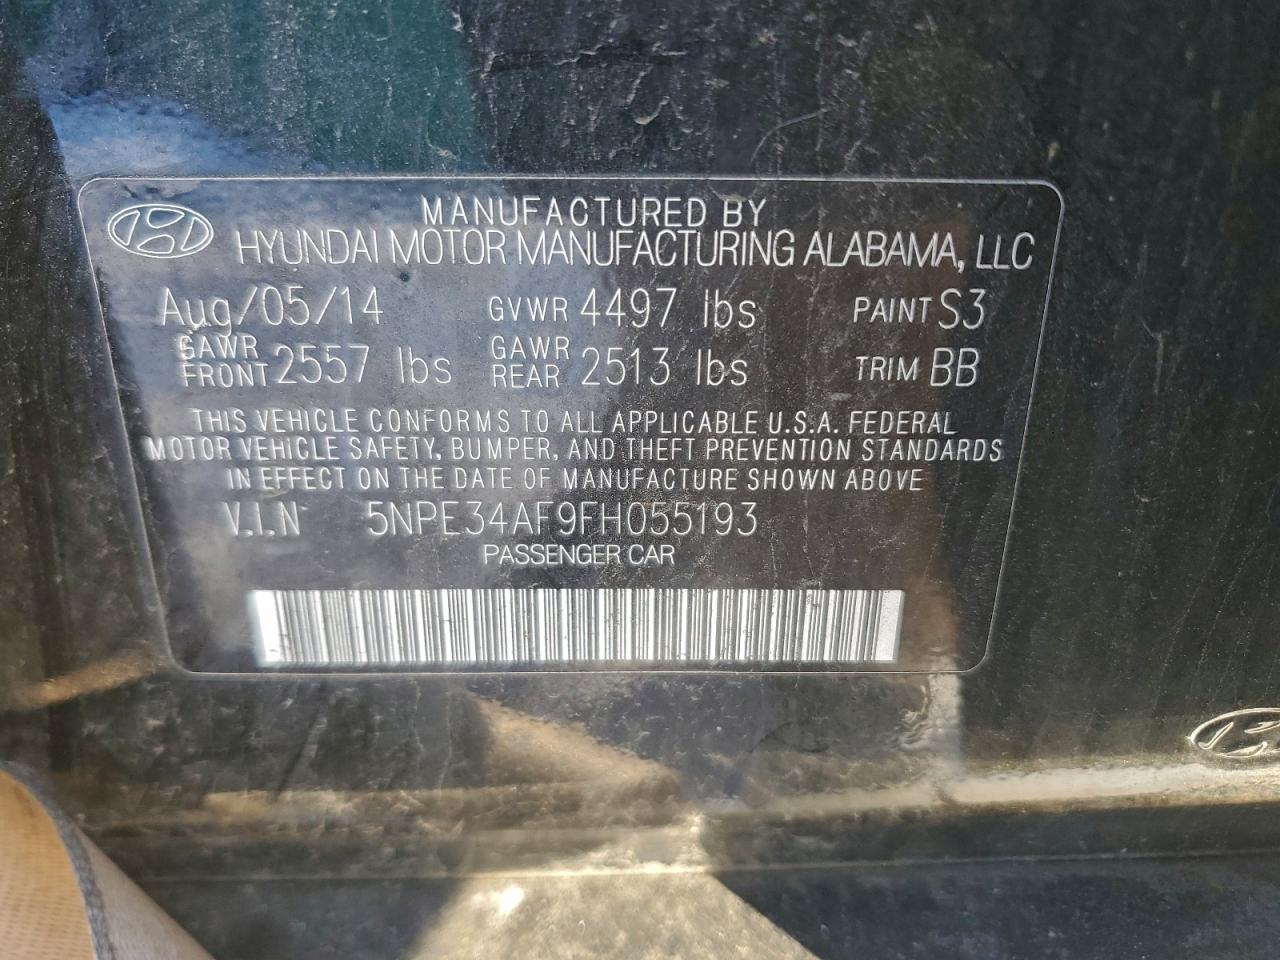 MANUFACTURED BY
HYUNDAI MOTOR MANUFACTURING ALABAMA, LLC
Aug/05/14 GVWR 4497 lbs PAINT S3
GAWR FRONT 2557 lbs GAWR REAR 2513 lbs TRIM BB
THIS VEHICLE CONFORMS TO ALL APPLICABLE U.S.A. FEDERAL
MOTOR VEHICLE SAFETY, BUMPER, AND THEFT PREVENTION STANDARDS
IN EFFECT ON THE DATE OF MANUFACTURE SHOWN ABOVE
V.I.N 5NPE34AF9FH055193
PASSENGER CAR